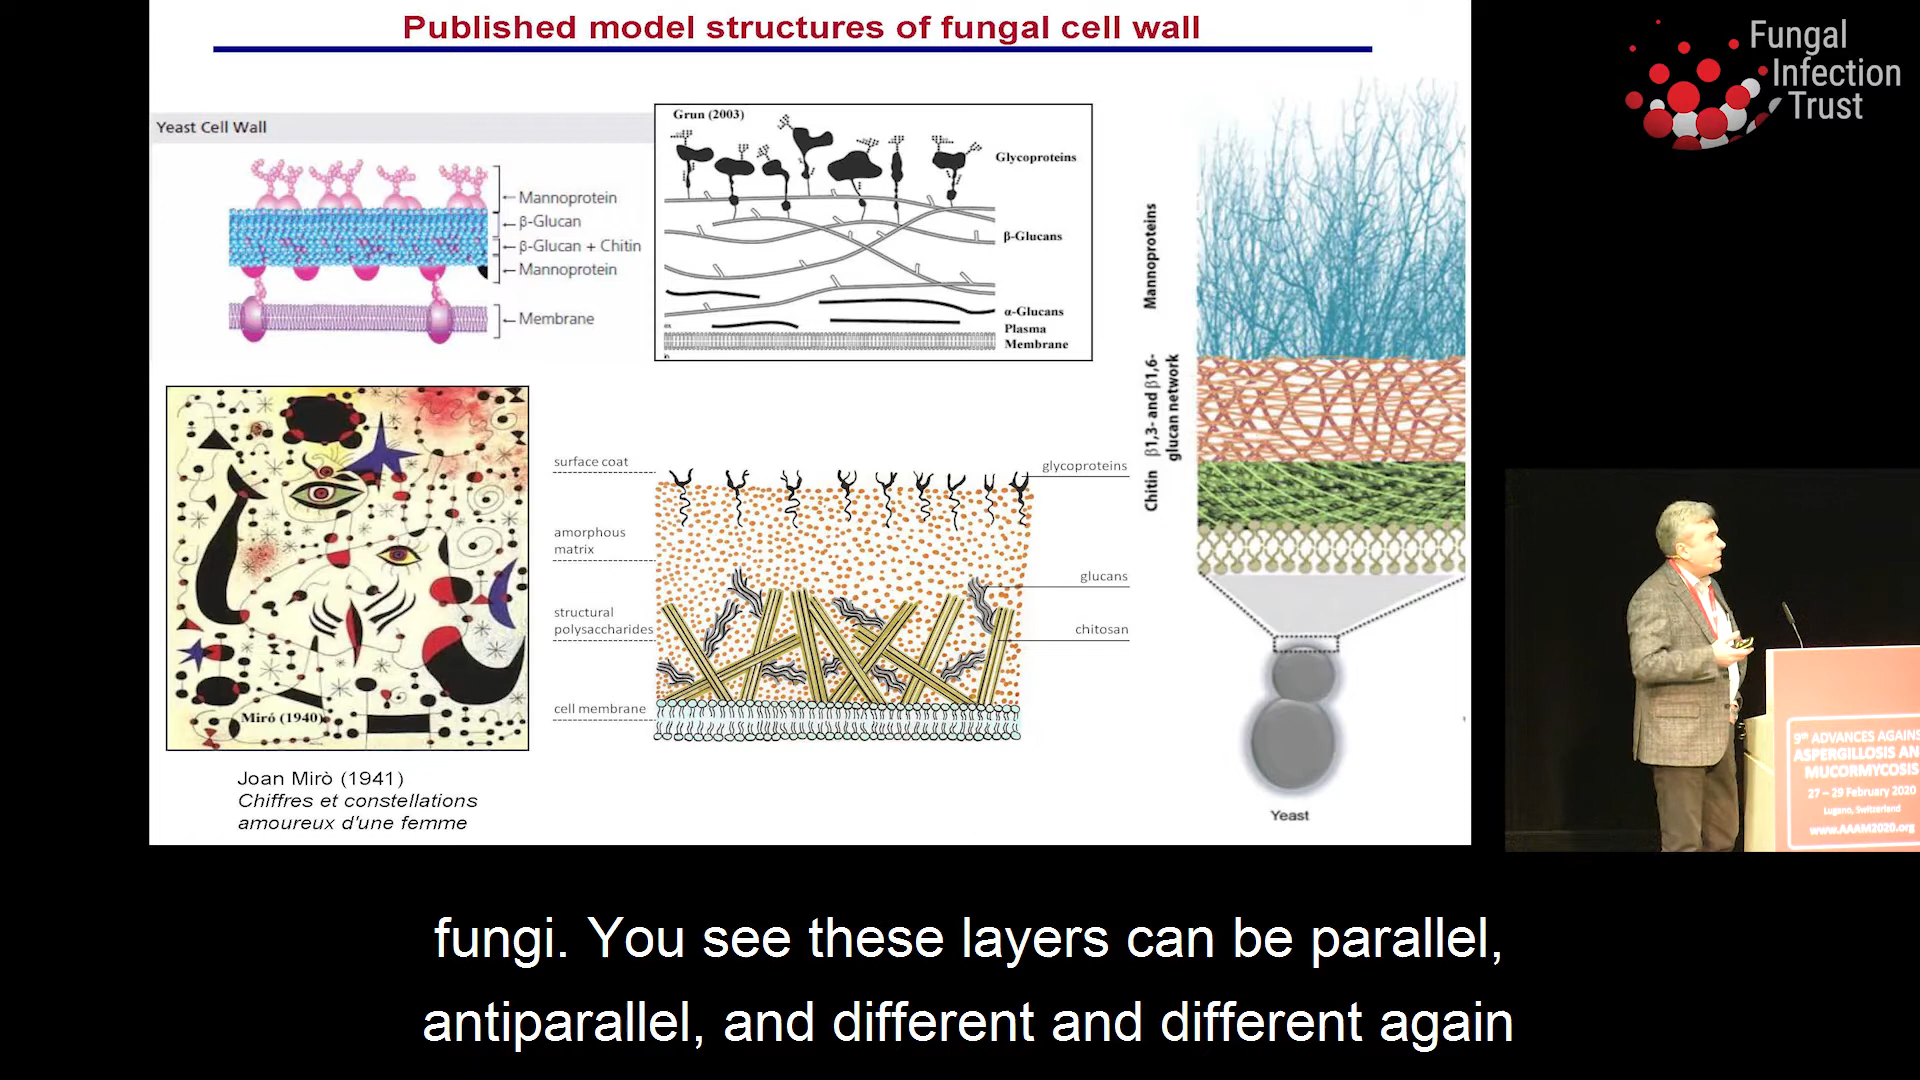 Published model structures of fungal cell wall
Fungal
Infection
Trust
Yeast Cell Wall
Mannoprotein
β-Glucan
β-Glucan + Chitin
Mannoprotein
Membrane
Grun (2003)
Glycoproteins
β-Glucans
α-Glucans
Plasma
Membrane
Mannoproteins
β1,3- and β1,6-
glucan network
Chitin
Yeast
Miró (1940)
Joan Mirò (1941)
Chiffres et constellations
amoureux d'une femme
surface coat
amorphous
matrix
structural
polysaccharides
cell membrane
glycoproteins
glucans
chitosan
9th ADVANCES AGAINS
ASPERGILLOSIS AN
MUCORMYCOSIS
27 – 29 February 2020
Lugano, Switzerland
www.AAAM2020.org
fungi. You see these layers can be parallel,
antiparallel, and different and different again